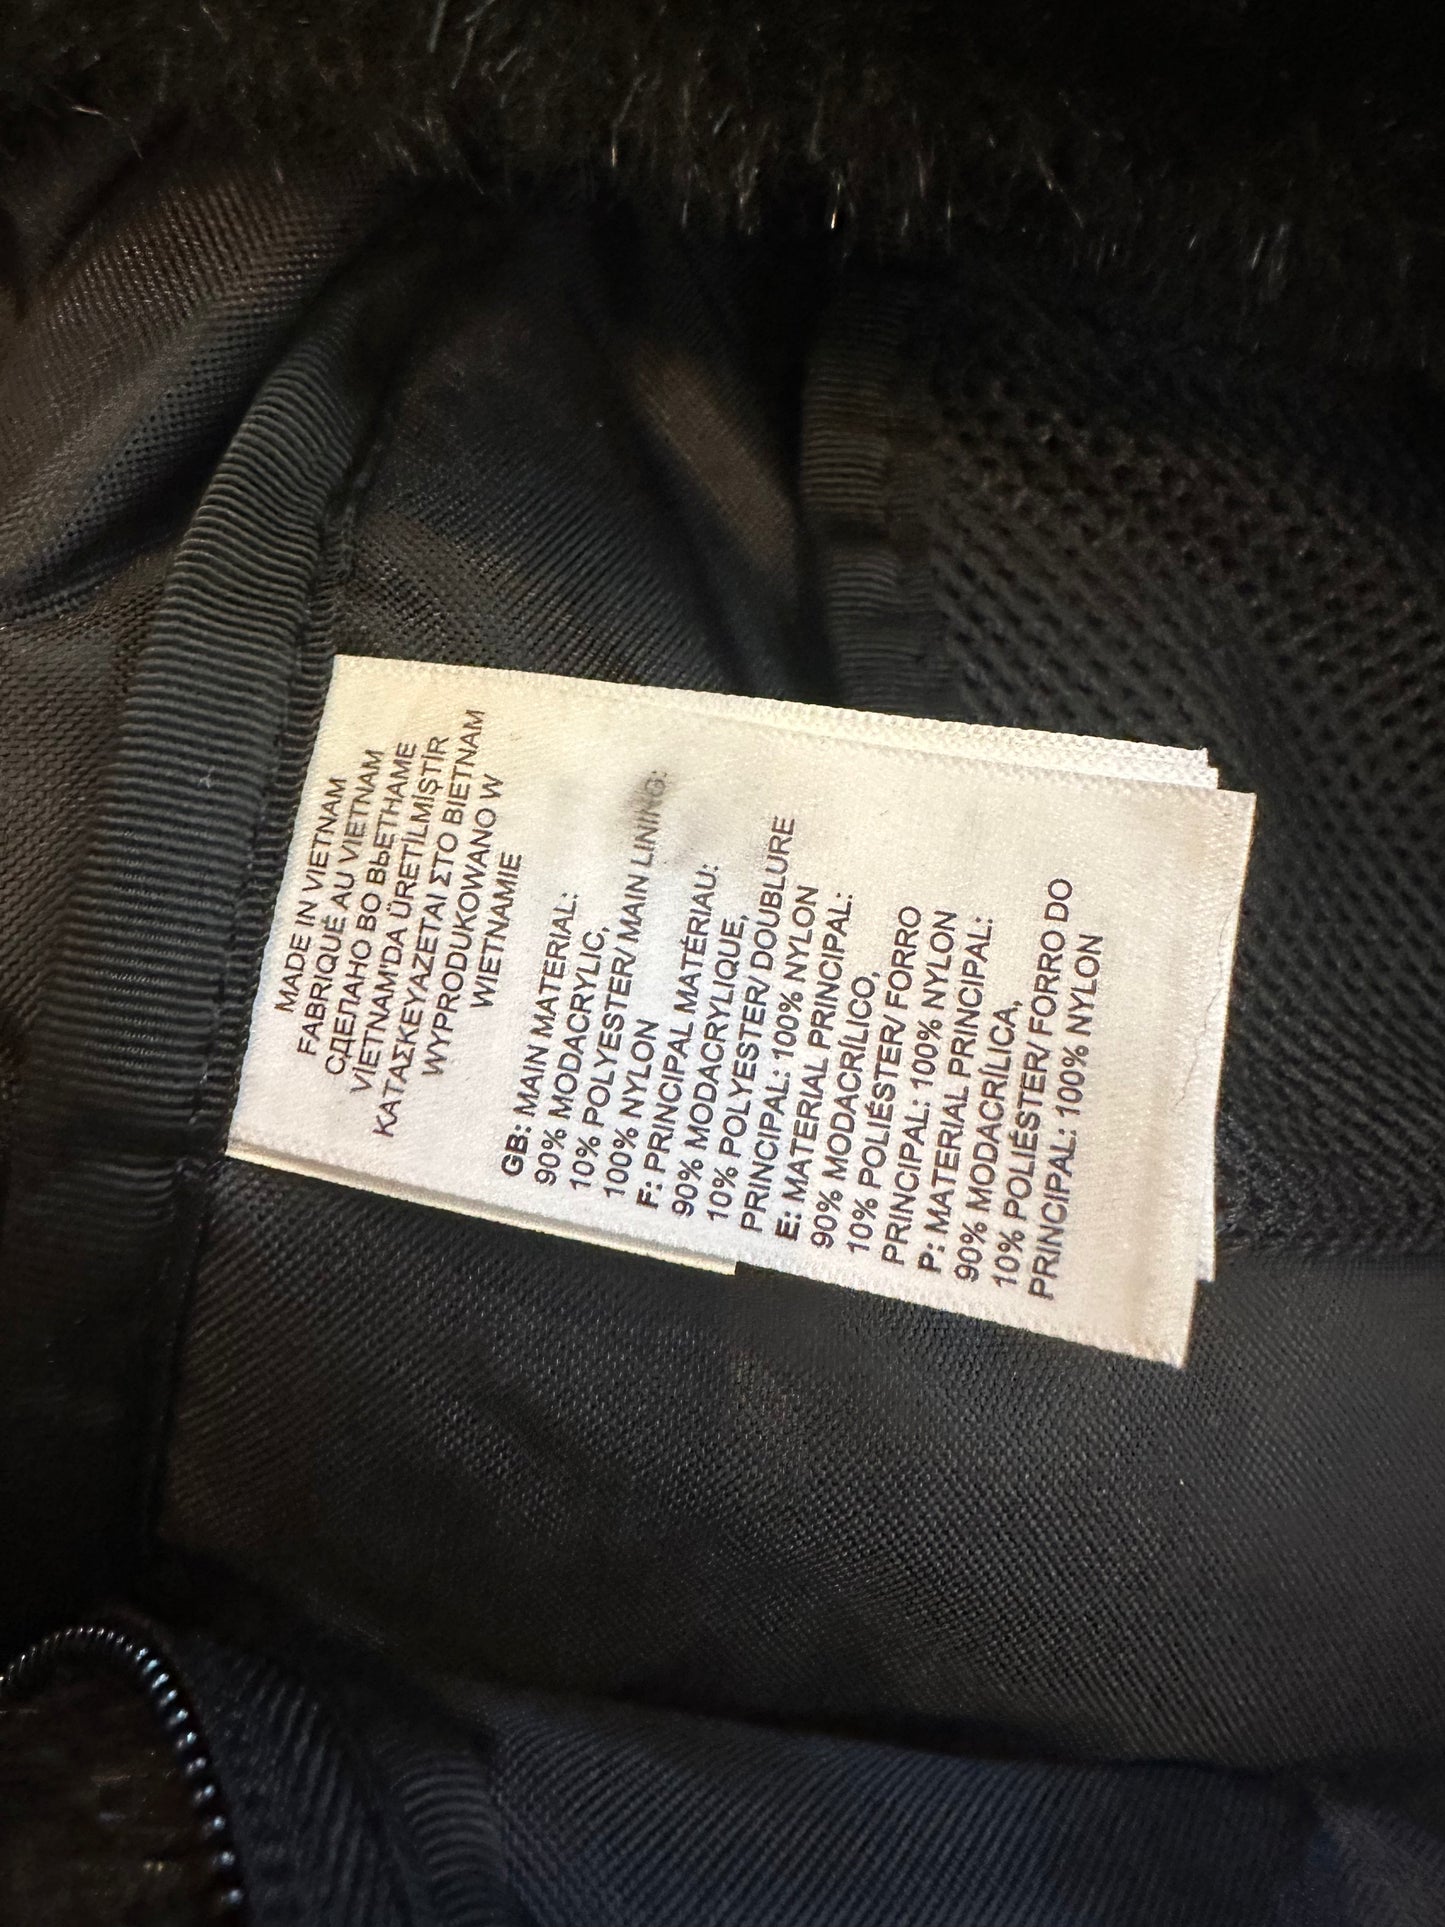 MADE IN VIETNAM
FABRIQUÉ AU VIETNAM
СДЕЛАНО ВО ВЬЕТНАМЕ
VIETNAM'DA ÜRETİLMİŞTİR
ΚΑΤΑΣΚΕΥΑΖΕΤΑΙ ΣΤΟ ΒΙΕΤΝΑΜ
WYPRODUKOWANO W
WIETNAMIE
GB: MAIN MATERIAL:
90% MODACRYLIC,
10% POLYESTER/ MAIN LINING:
100% NYLON
F: PRINCIPAL MATÉRIAU:
90% MODACRYLIQUE,
10% POLYESTER/ DOUBLURE
PRINCIPAL: 100% NYLON
E: MATERIAL PRINCIPAL:
90% MODACRÍLICO,
10% POLIÉSTER/ FORRO
PRINCIPAL: 100% NYLON
P: MATERIAL PRINCIPAL:
90% MODACRÍLICA,
10% POLIÉSTER/ FORRO DO
PRINCIPAL: 100% NYLON